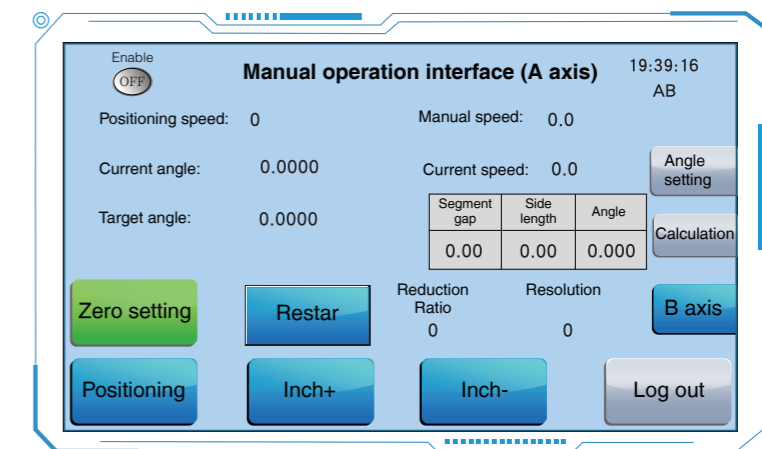 Enable
OFF
Manual operation interface (A axis)
19:39:16
AB
Positioning speed: 0
Manual speed: 0.0
Current angle: 0.0000
Current speed: 0.0
Angle
setting
Target angle: 0.0000
Segment
gap
Side
length
Angle
0.00 0.00 0.000
Calculation
Zero setting
Restar
Reduction
Ratio
0
Resolution
0
B axis
Positioning
Inch+
Inch-
Log out